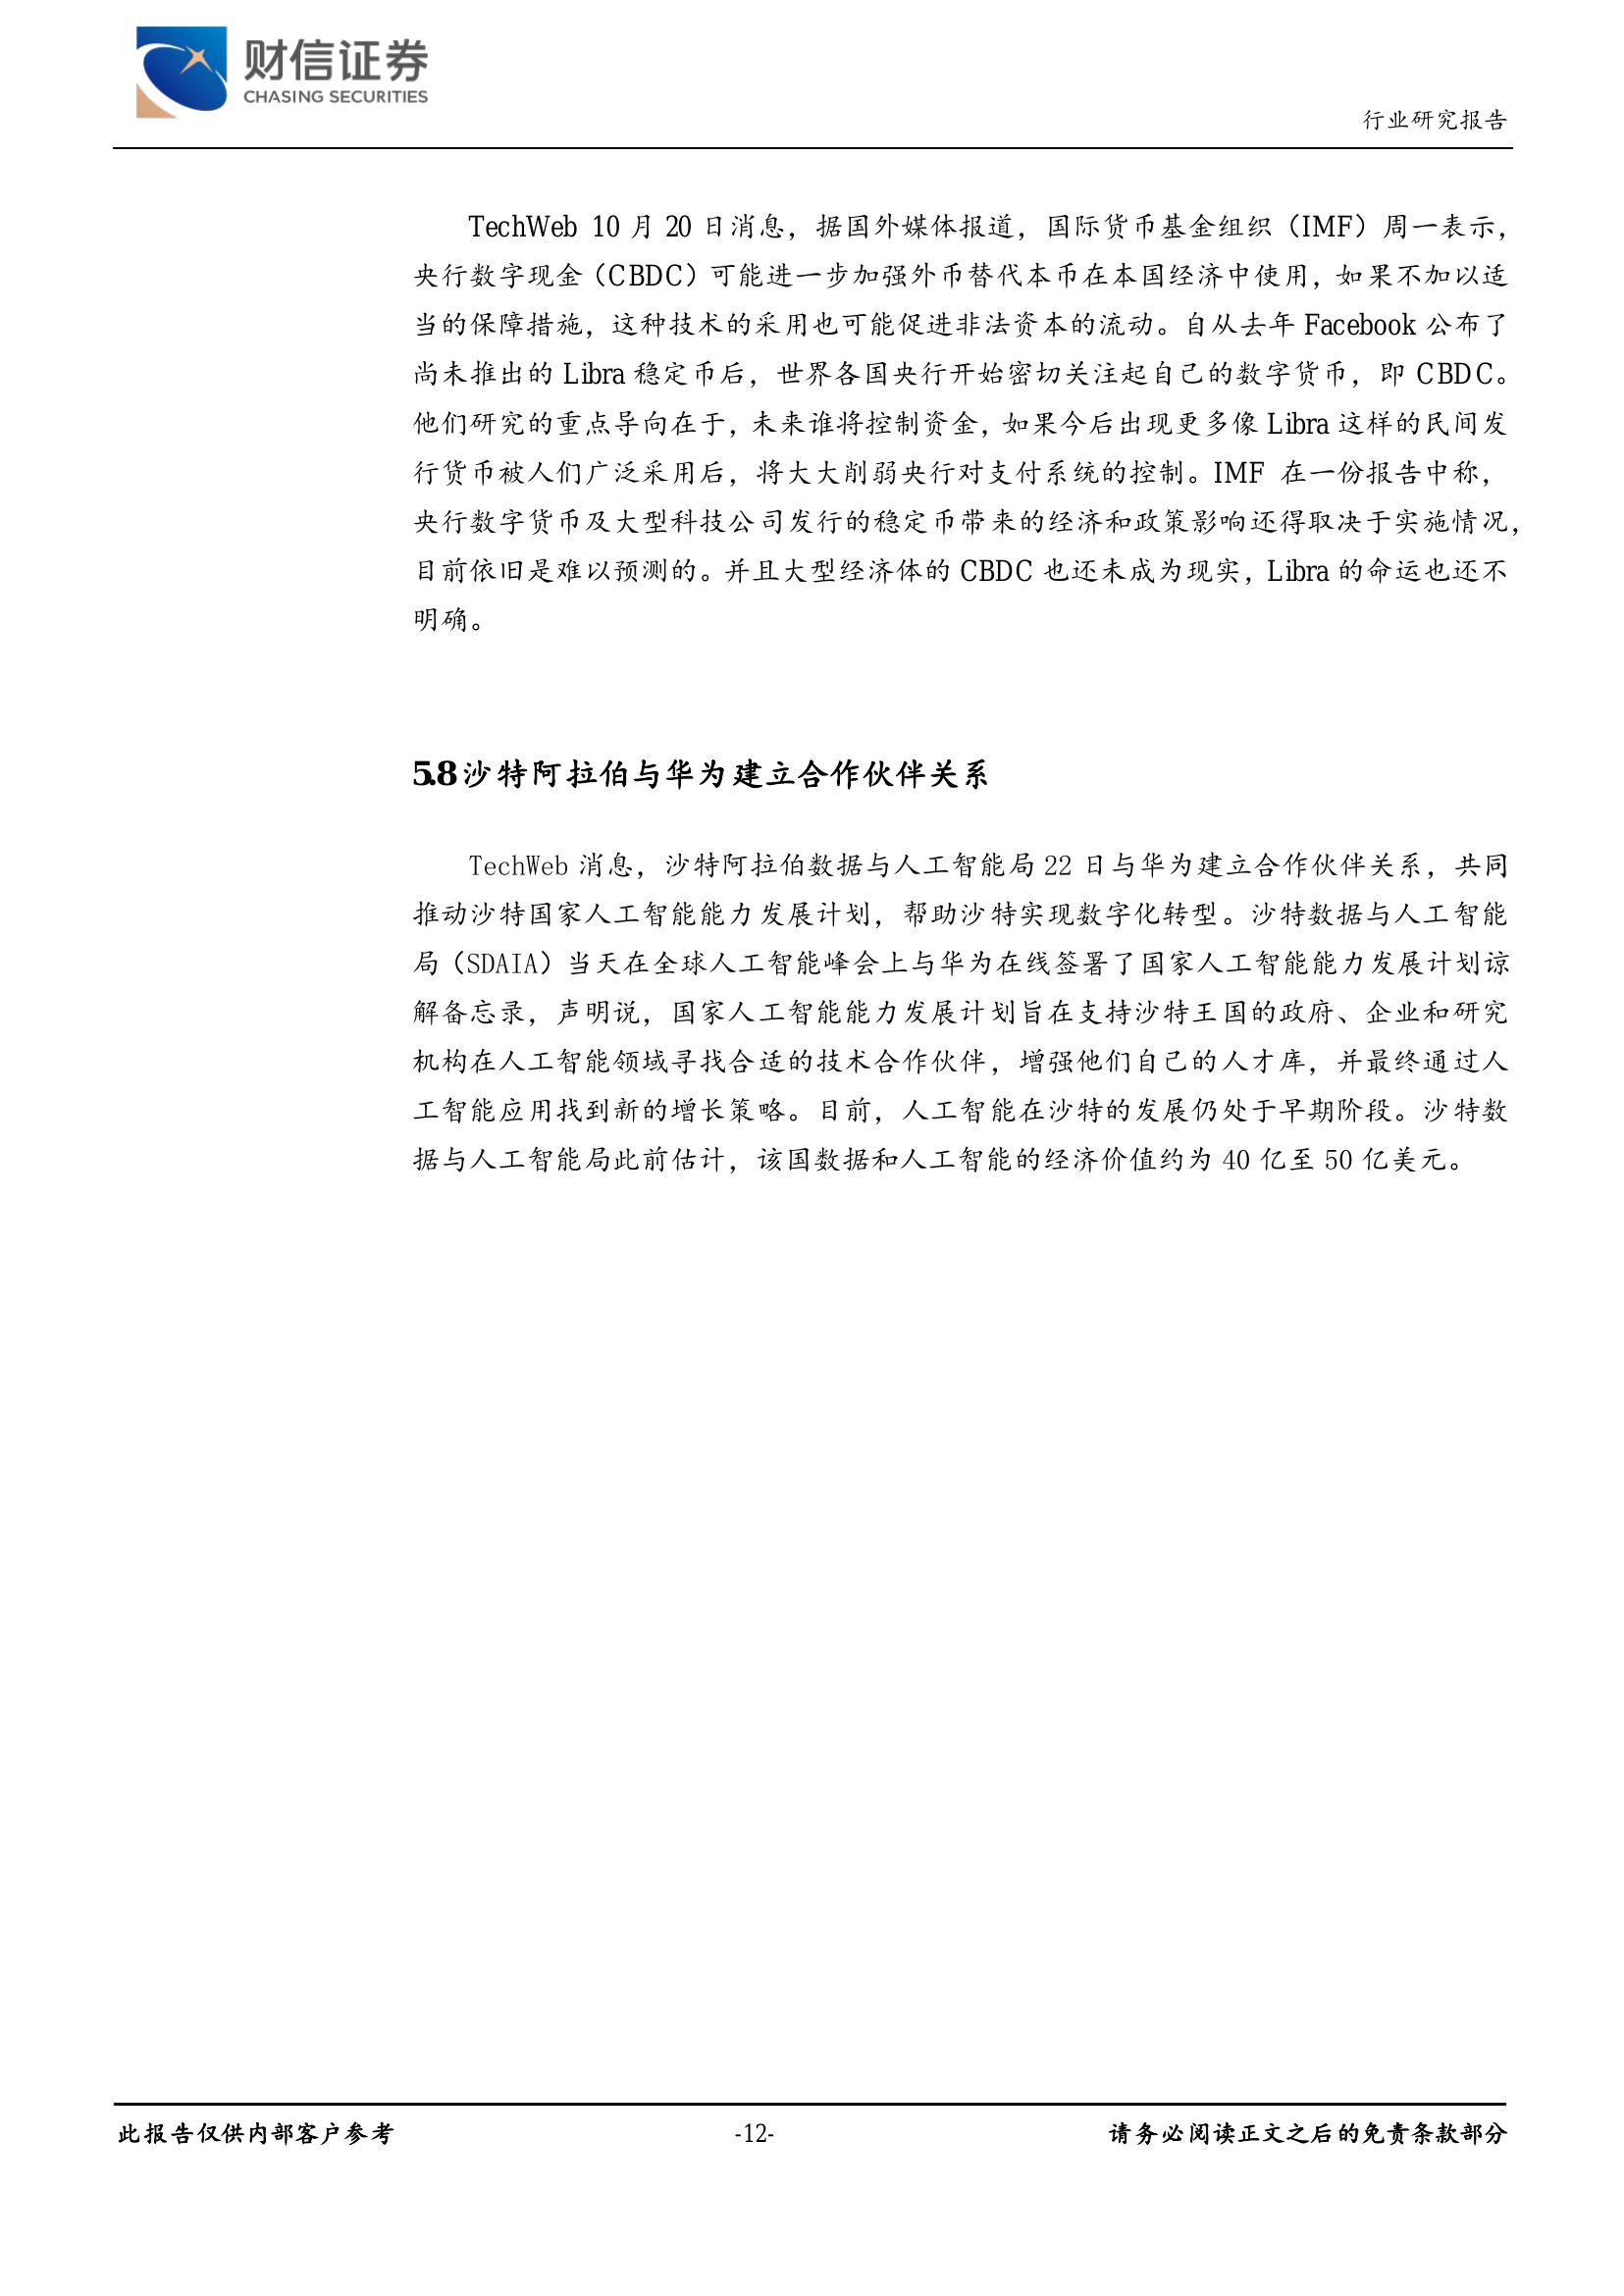 财信证券
CHASING SECURITIES
行业研究报告
TechWeb 10 月 20 日消息，据国外媒体报道，国际货币基金组织（IMF）周一表示，
央行数字现金（CBDC）可能进一步加强外币替代本币在本国经济中使用，如果不加以适
当的保障措施，这种技术的采用也可能促进非法资本的流动。自从去年 Facebook 公布了
尚未推出的 Libra 稳定币后，世界各国央行开始密切关注起自己的数字货币，即 CBDC。
他们研究的重点导向在于，未来谁将控制资金，如果今后出现更多像 Libra 这样的民间发
行货币被人们广泛采用后，将大大削弱央行对支付系统的控制。IMF 在一份报告中称，
央行数字货币及大型科技公司发行的稳定币带来的经济和政策影响还得取决于实施情况，
目前依旧是难以预测的。并且大型经济体的 CBDC 也还未成为现实，Libra 的命运也还不
明确。
5.8 沙特阿拉伯与华为建立合作伙伴关系
TechWeb 消息，沙特阿拉伯数据与人工智能局 22 日与华为建立合作伙伴关系，共同
推动沙特国家人工智能能力发展计划，帮助沙特实现数字化转型。沙特数据与人工智能
局（SDAIA）当天在全球人工智能峰会上与华为在线签署了国家人工智能能力发展计划谅
解备忘录，声明说，国家人工智能能力发展计划旨在支持沙特王国的政府、企业和研究
机构在人工智能领域寻找合适的技术合作伙伴，增强他们自己的人才库，并最终通过人
工智能应用找到新的增长策略。目前，人工智能在沙特的发展仍处于早期阶段。沙特数
据与人工智能局此前估计，该国数据和人工智能的经济价值约为 40 亿至 50 亿美元。
此报告仅供内部客户参考
-12-
请务必阅读正文之后的免责条款部分